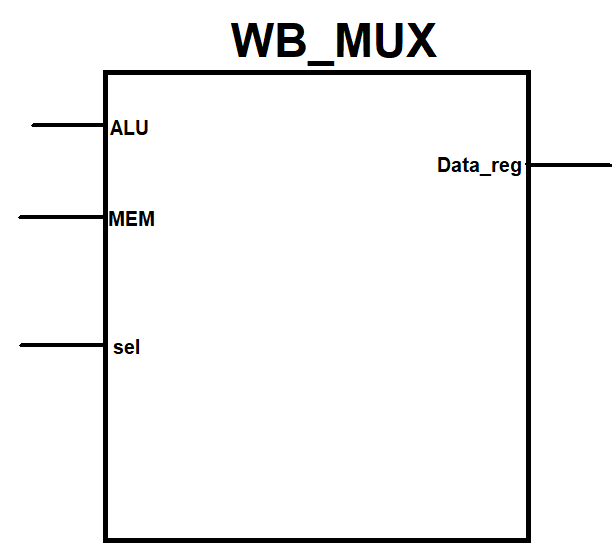 WB_MUX
ALU
Data_reg
MEM
sel